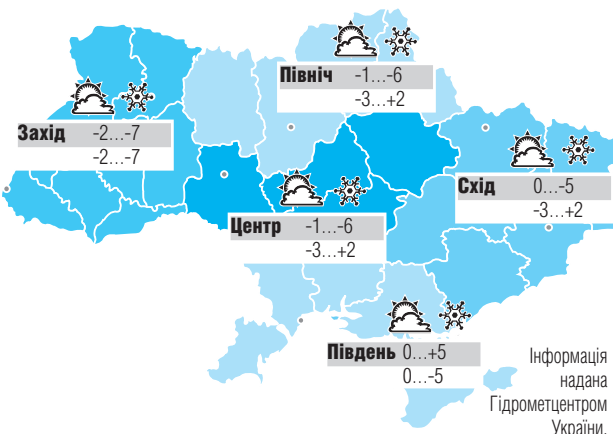 Північ -1...-6
-3...+2
Захід -2...-7
-2...-7
Схід 0...-5
-3...+2
Центр -1...-6
-3...+2
Південь 0...+5
0...-5
Інформація
надана
Гідрометцентром
України.